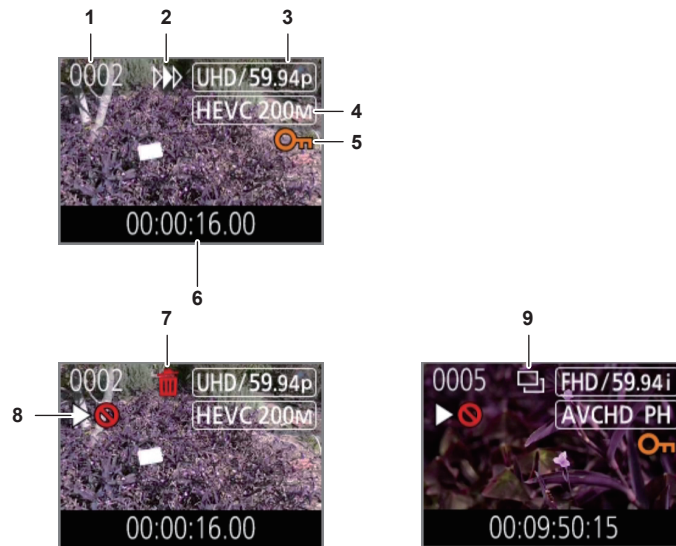 1 2 3
0002 UHD/59.94p
HEVC 200M 4
5
00:00:16.00
6
7 9
0002 UHD/59.94p 0005 FHD/59.94i
8 HEVC 200M AVCHD PH
00:00:16.00 00:09:50:15